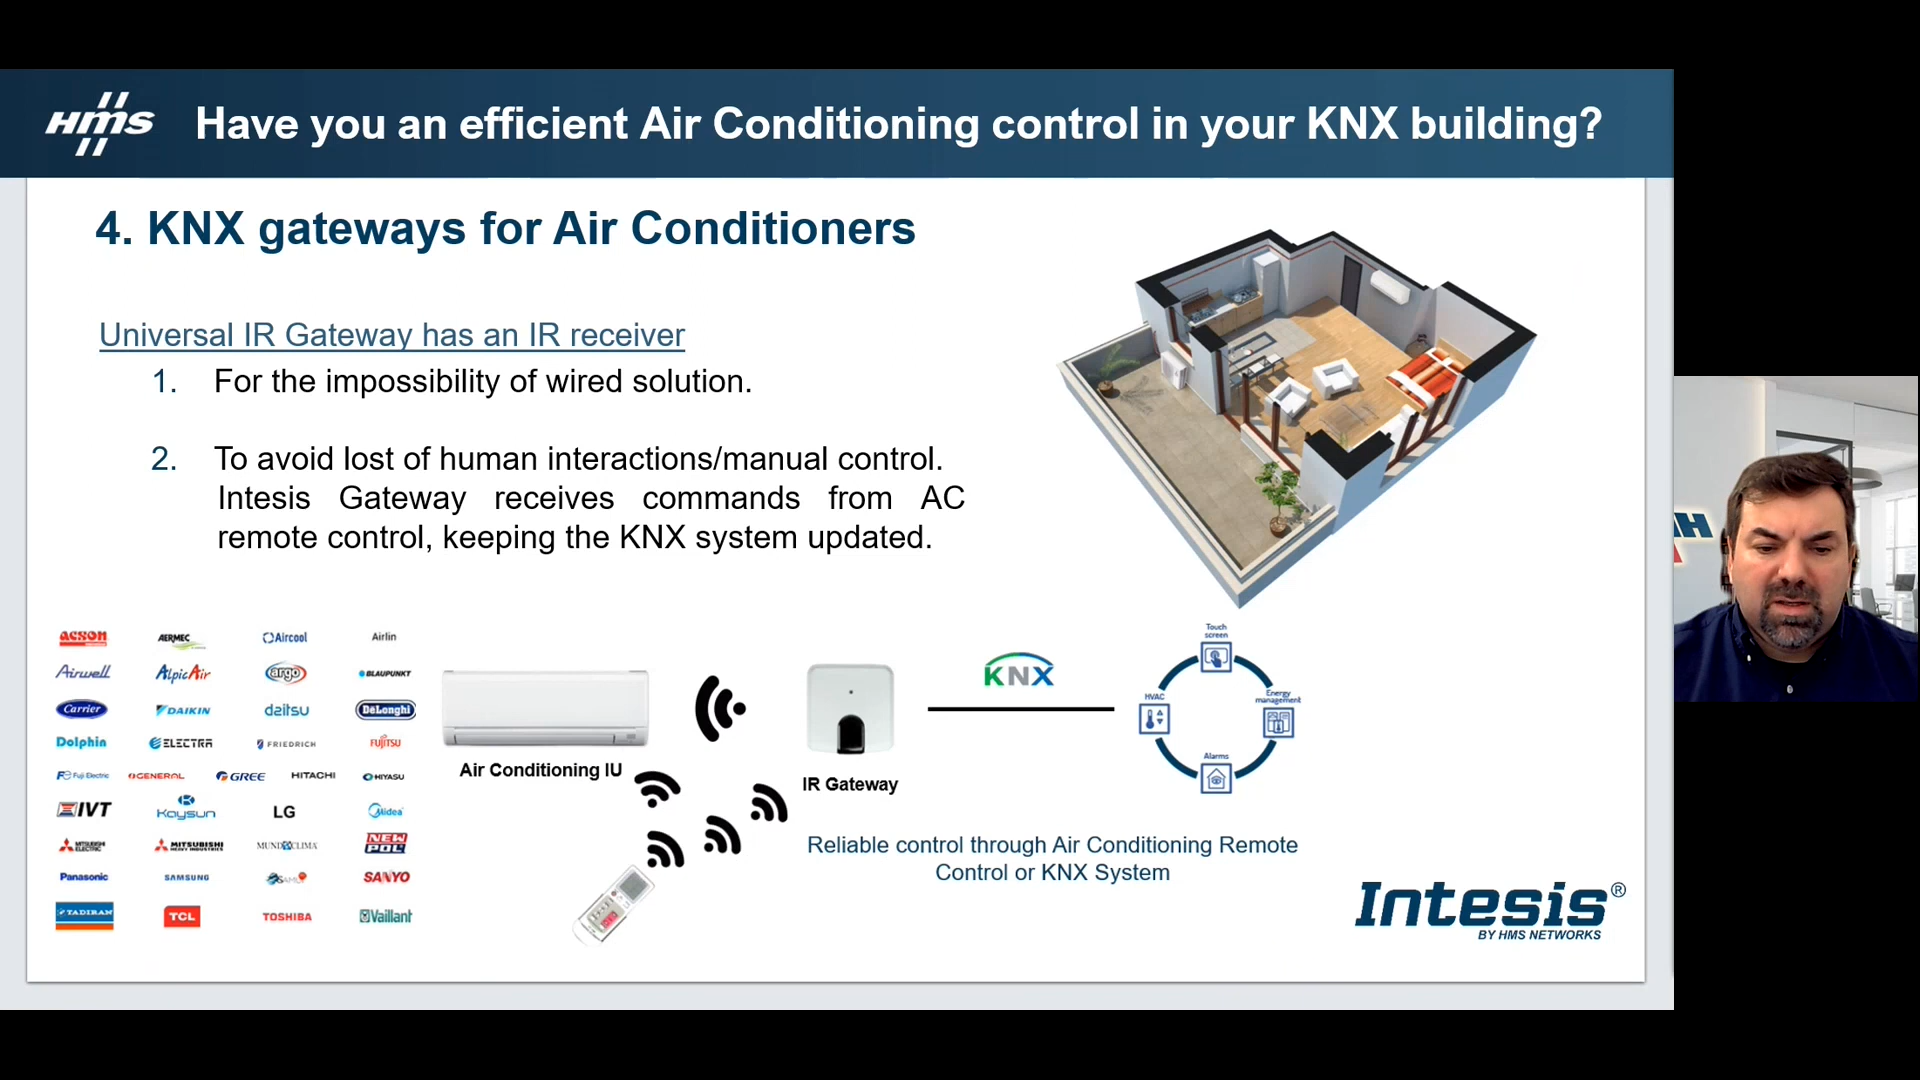 HMS
Have you an efficient Air Conditioning control in your KNX building?
4. KNX gateways for Air Conditioners
Universal IR Gateway has an IR receiver
1. For the impossibility of wired solution.
2. To avoid lost of human interactions/manual control.
Intesis Gateway receives commands from AC
remote control, keeping the KNX system updated.
acson AERMEC Aircool Airlin
Airwell AlpicAir argo BLAUPUNKT
Carrier DAIKIN daitsu DeLonghi
Dolphin ELECTRA FRIEDRICH FUJITSU
Fuji Electric GENERAL GREE HITACHI HIYASU
IVT Kaysun LG Midea
MITSUBISHI ELECTRIC MITSUBISHI HEAVY INDUSTRIES MUNDOCLIMA NEW POL
Panasonic SAMSUNG SANYO
TADIRAN TCL TOSHIBA Vaillant
Air Conditioning IU
IR Gateway
KNX
Touch
screen
HVAC
Energy
management
Alarms
Reliable control through Air Conditioning Remote
Control or KNX System
Intesis®
BY HMS NETWORKS